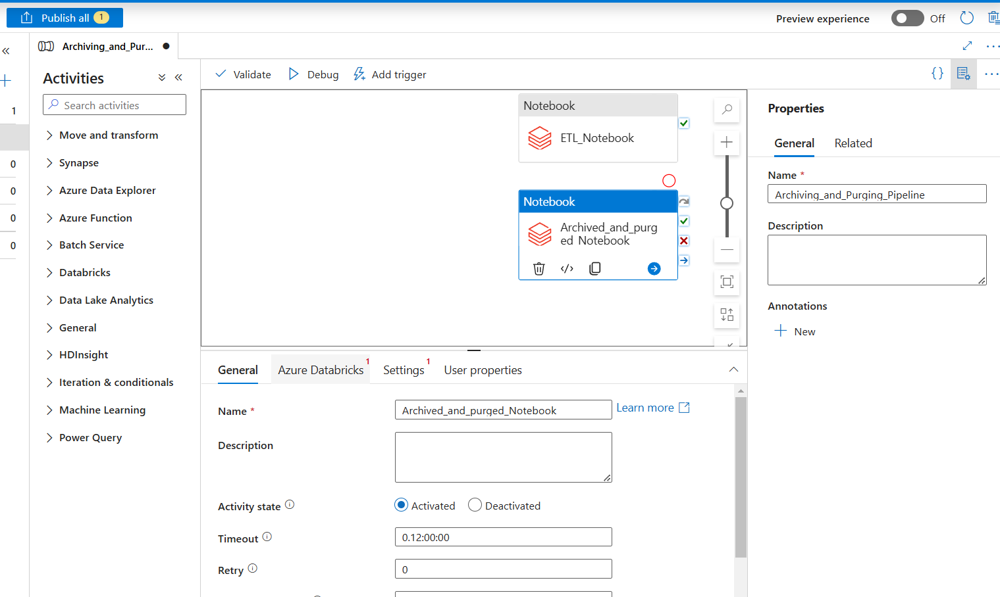 Publish all 1
Preview experience Off
Archiving_and_Pur...
Activities
Validate Debug Add trigger
{}
Search activities
1
0
0
0
0
Move and transform
Synapse
Azure Data Explorer
Azure Function
Batch Service
Databricks
Data Lake Analytics
General
HDInsight
Iteration & conditionals
Machine Learning
Power Query
Notebook
ETL_Notebook
Notebook
Archived_and_purg
ed_Notebook
General Azure Databricks 1 Settings 1 User properties
Name *
Archived_and_purged_Notebook
Learn more
Description
Activity state
Activated Deactivated
Timeout
0.12:00:00
Retry
0
Properties
General Related
Name *
Archiving_and_Purging_Pipeline
Description
Annotations
New